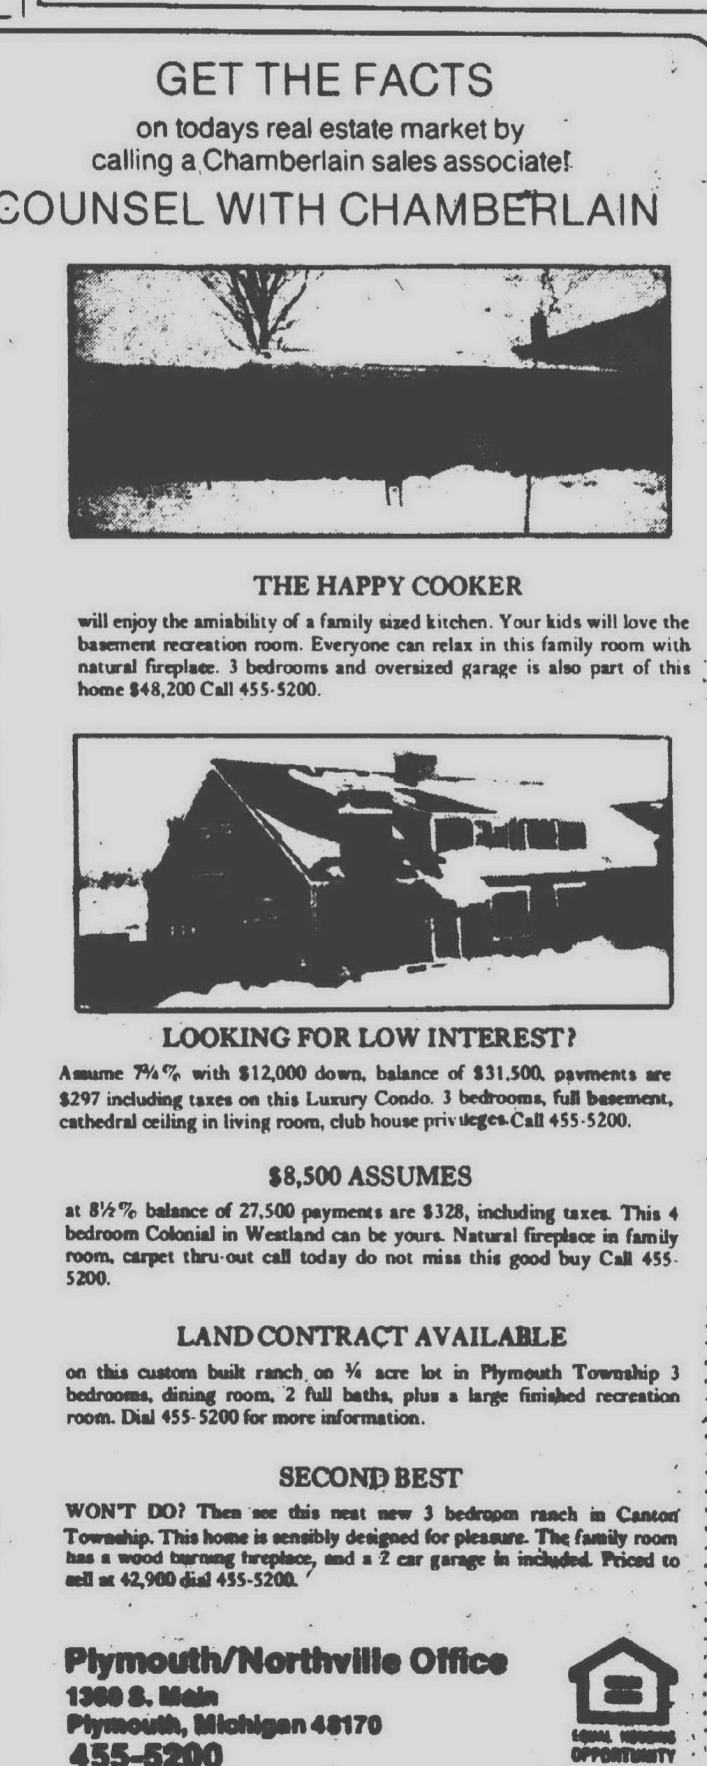 GET THE FACTS
on todays real estate market by
calling a Chamberlain sales associate!
COUNSEL WITH CHAMBERLAIN
THE HAPPY COOKER
will enjoy the amiability of a family sized kitchen. Your kids will love the
basement recreation room. Everyone can relax in this family room with
natural fireplace. 3 bedrooms and oversized garage is also part of this
home $48,200 Call 455-5200.
LOOKING FOR LOW INTEREST?
Assume 7¾% with $12,000 down, balance of $31,500, payments are
$297 including taxes on this Luxury Condo. 3 bedrooms, full basement,
cathedral ceiling in living room, club house privileges. Call 455-5200.
$8,500 ASSUMES
at 8½% balance of 27,500 payments are $328, including taxes. This 4
bedroom Colonial in Westland can be yours. Natural fireplace in family
room, carpet thru-out call today do not miss this good buy Call 455-
5200.
LAND CONTRACT AVAILABLE
on this custom built ranch on ¾ acre lot in Plymouth Township 3
bedrooms, dining room, 2 full baths, plus a large finished recreation
room. Dial 455-5200 for more information.
SECOND BEST
WON'T DO? Then see this neat new 3 bedroom ranch in Canton
Township. This home is sensibly designed for pleasure. The family room
has a wood burning fireplace, and a 2 car garage in included. Priced to
sell at 42,900 dial 455-5200.
Plymouth/Northville Office
1360 S. Main
Plymouth, Michigan 48170
455-5200
EQUAL HOUSING
OPPORTUNITY